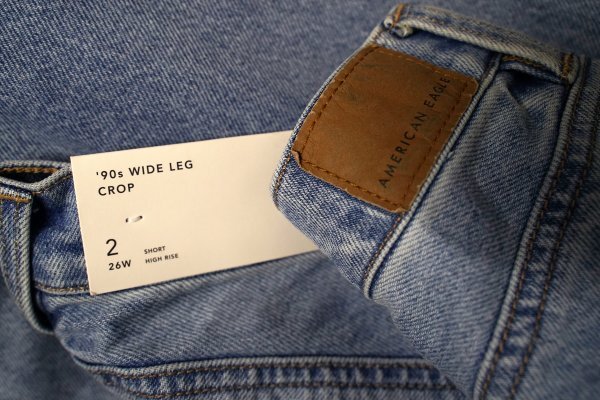 '90s WIDE LEG
CROP
2
SHORT
26W
HIGH RISE
AMERICAN EAGLE